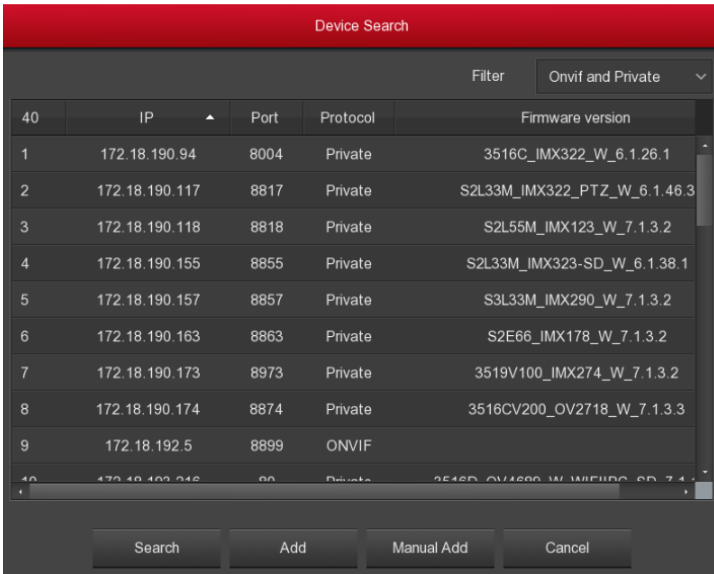 Device Search
Filter Onvif and Private
40 IP Port Protocol Firmware version
1 172.18.190.94 8004 Private 3516C_IMX322_W_6.1.26.1
2 172.18.190.117 8817 Private S2L33M_IMX322_PTZ_W_6.1.46.3
3 172.18.190.118 8818 Private S2L55M_IMX123_W_7.1.3.2
4 172.18.190.155 8855 Private S2L33M_IMX323-SD_W_6.1.38.1
5 172.18.190.157 8857 Private S3L33M_IMX290_W_7.1.3.2
6 172.18.190.163 8863 Private S2E66_IMX178_W_7.1.3.2
7 172.18.190.173 8973 Private 3519V100_IMX274_W_7.1.3.2
8 172.18.190.174 8874 Private 3516CV200_OV2718_W_7.1.3.3
9 172.18.192.5 8899 ONVIF
10 80 Private
Search Add Manual Add Cancel